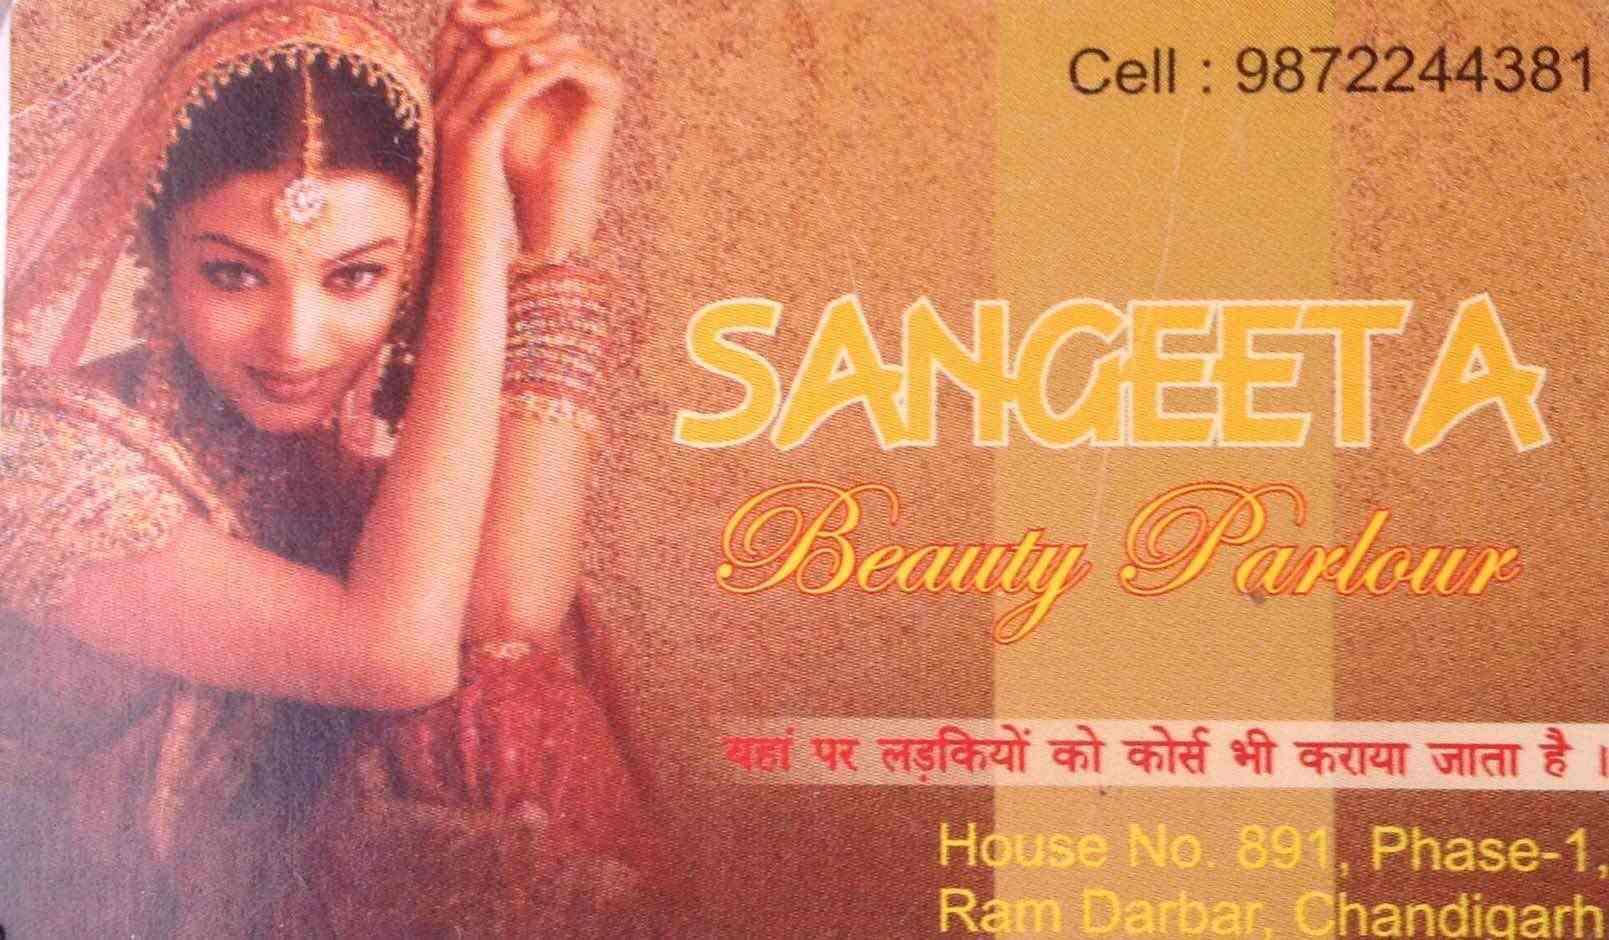 Cell : 9872244381
SANGEETA
Beauty Parlour
यहां पर लड़कियों को कोर्स भी कराया जाता है ।
House No. 891, Phase-1,
Ram Darbar, Chandigarh